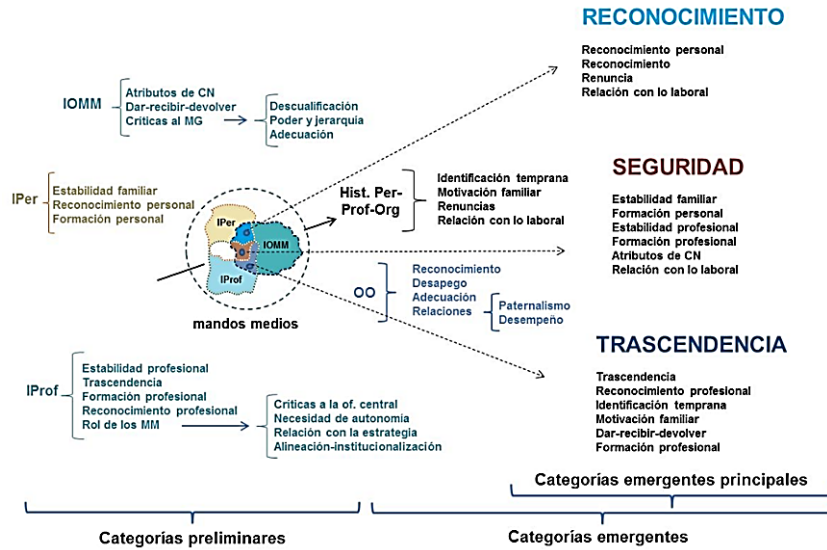 RECONOCIMIENTO
Reconocimiento personal
Reconocimiento
Renuncia
Relación con lo laboral
IOMM
Atributos de CN
Dar-recibir-devolver
Críticas al MG
Descualificación
Poder y jerarquía
Adecuación
IPer
Estabilidad familiar
Reconocimiento personal
Formación personal
IPer
IOMM
IProf
mandos medios
Hist. Per-
Prof-Org
Identificación temprana
Motivación familiar
Renuncias
Relación con lo laboral
SEGURIDAD
Estabilidad familiar
Formación personal
Estabilidad profesional
Formación profesional
Atributos de CN
Relación con lo laboral
OO
Reconocimiento
Desapego
Adecuación
Relaciones
Paternalismo
Desempeño
TRASCENDENCIA
Trascendencia
Reconocimiento profesional
Identificación temprana
Motivación familiar
Dar-recibir-devolver
Formación profesional
IProf
Estabilidad profesional
Trascendencia
Formación profesional
Reconocimiento profesional
Rol de los MM
Críticas a la of. central
Necesidad de autonomía
Relación con la estrategia
Alineación-institucionalización
Categorías emergentes principales
Categorías preliminares
Categorías emergentes